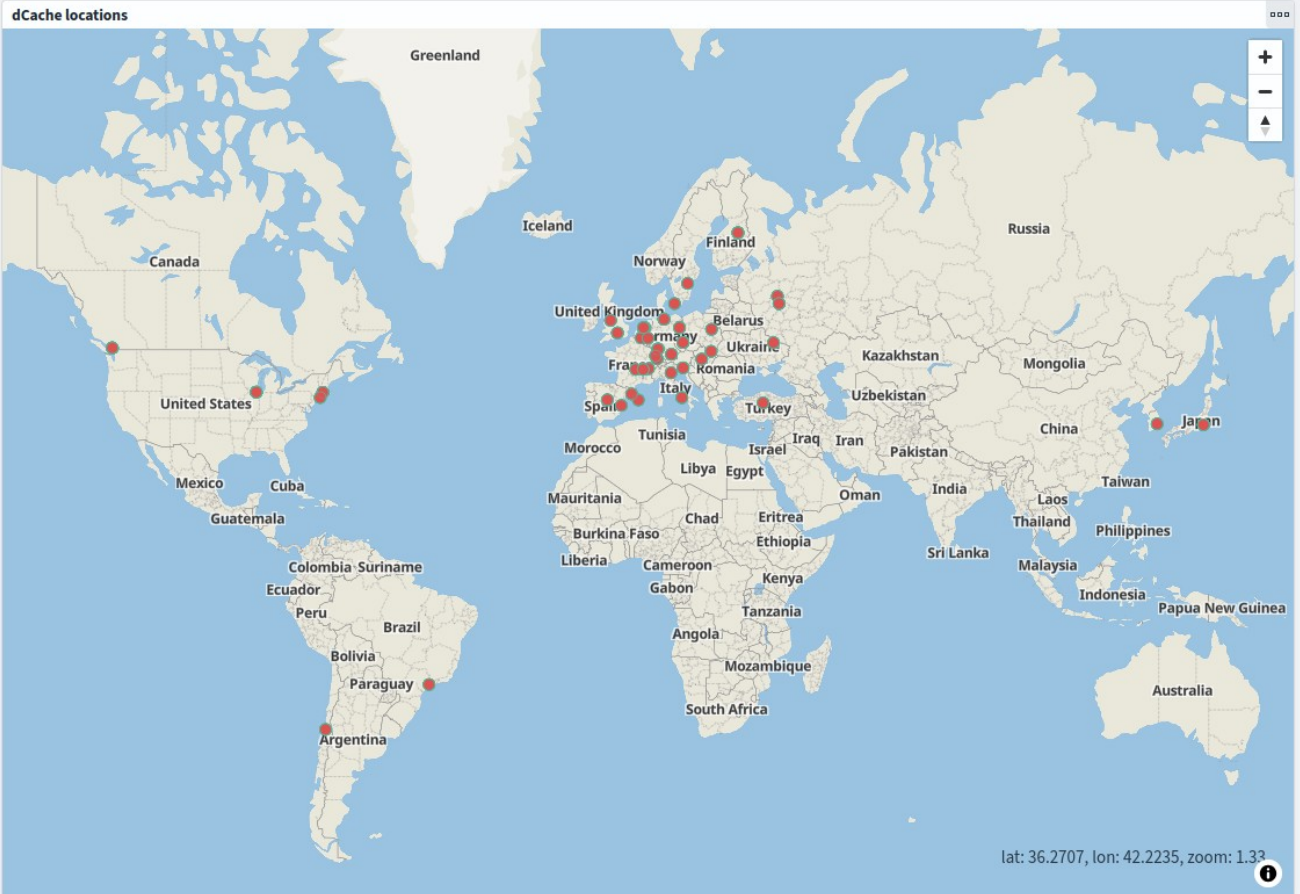 dCache locations
Greenland
Iceland
Finland
Russia
Norway
Canada
United Kingdom
Belarus
Germany
Ukraine
Kazakhstan
Mongolia
France
Romania
Italy
Uzbekistan
United States
Spain
Turkey
Japan
China
Tunisia
Iraq
Iran
Morocco
Israel
Pakistan
Libya
Egypt
Mexico
Cuba
Taiwan
India
Mauritania
Oman
Laos
Guatemala
Chad
Eritrea
Thailand
Burkina Faso
Philippines
Ethiopia
Sri Lanka
Liberia
Colombia
Suriname
Cameroon
Malaysia
Kenya
Ecuador
Gabon
Indonesia
Papua New Guinea
Peru
Tanzania
Brazil
Angola
Bolivia
Mozambique
Paraguay
Australia
South Africa
Argentina
lat: 36.2707, lon: 42.2235, zoom: 1.33